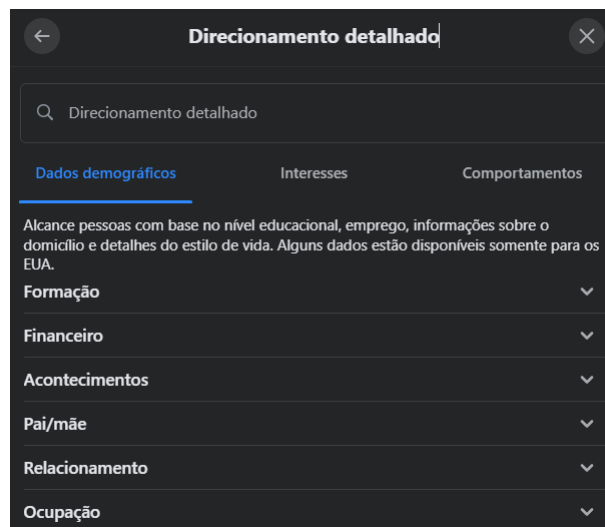 Direcionamento detalhado
Direcionamento detalhado
Dados demográficos Interesses Comportamentos
Alcance pessoas com base no nível educacional, emprego, informações sobre o
domicílio e detalhes do estilo de vida. Alguns dados estão disponíveis somente para os
EUA.
Formação
Financeiro
Acontecimentos
Pai/mãe
Relacionamento
Ocupação